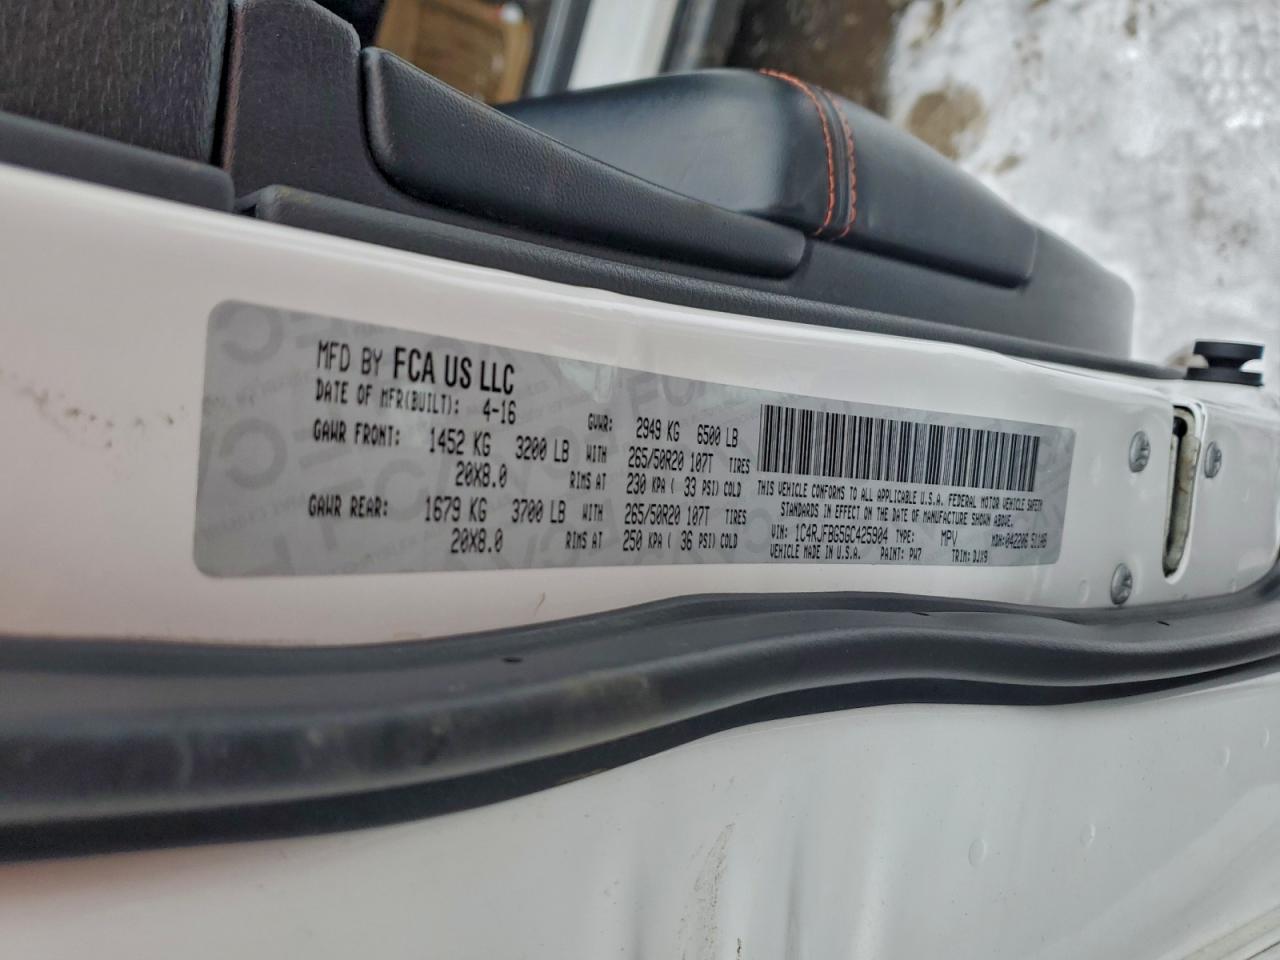 MFD BY FCA US LLC
DATE OF MFR(BUILT): 4-16 GVWR: 2949 KG 6500 LB
GAWR FRONT: 1452 KG 3200 LB WITH 265/50R20 107T TIRES
20X8.0 RIMS AT 230 KPA ( 33 PSI) COLD
GAWR REAR: 1679 KG 3700 LB WITH 265/50R20 107T TIRES
20X8.0 RIMS AT 250 KPA ( 36 PSI) COLD
THIS VEHICLE CONFORMS TO ALL APPLICABLE U.S.A. FEDERAL MOTOR VEHICLE SAFETY
STANDARDS IN EFFECT ON THE DATE OF MANUFACTURE SHOWN ABOVE.
VIN: 1C4RJFBG5GC425904 TYPE: MPV MDH: 042206
VEHICLE MADE IN U.S.A. PAINT: PW7 TRIM: DJX9